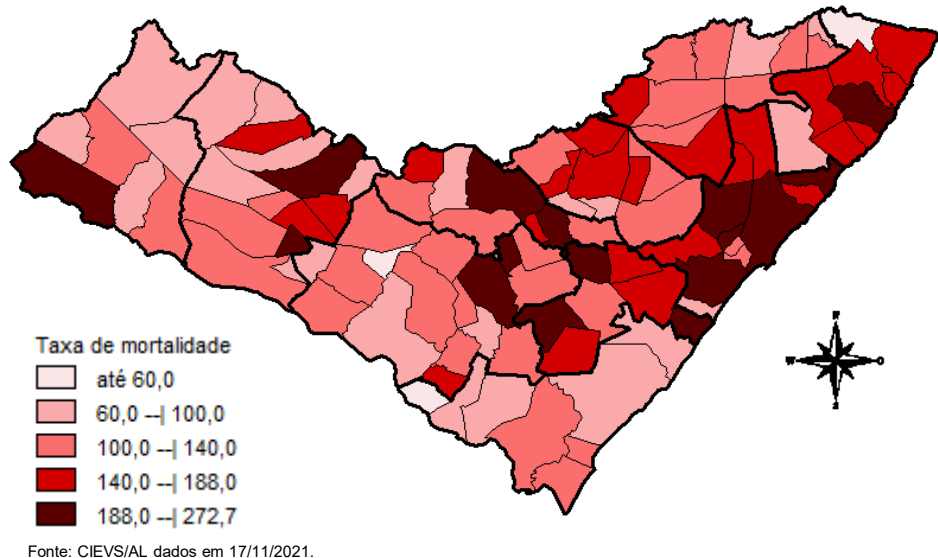 Taxa de mortalidade
até 60,0
60,0 --| 100,0
100,0 --| 140,0
140,0 --| 188,0
188,0 --| 272,7
Fonte: CIEVS/AL dados em 17/11/2021.